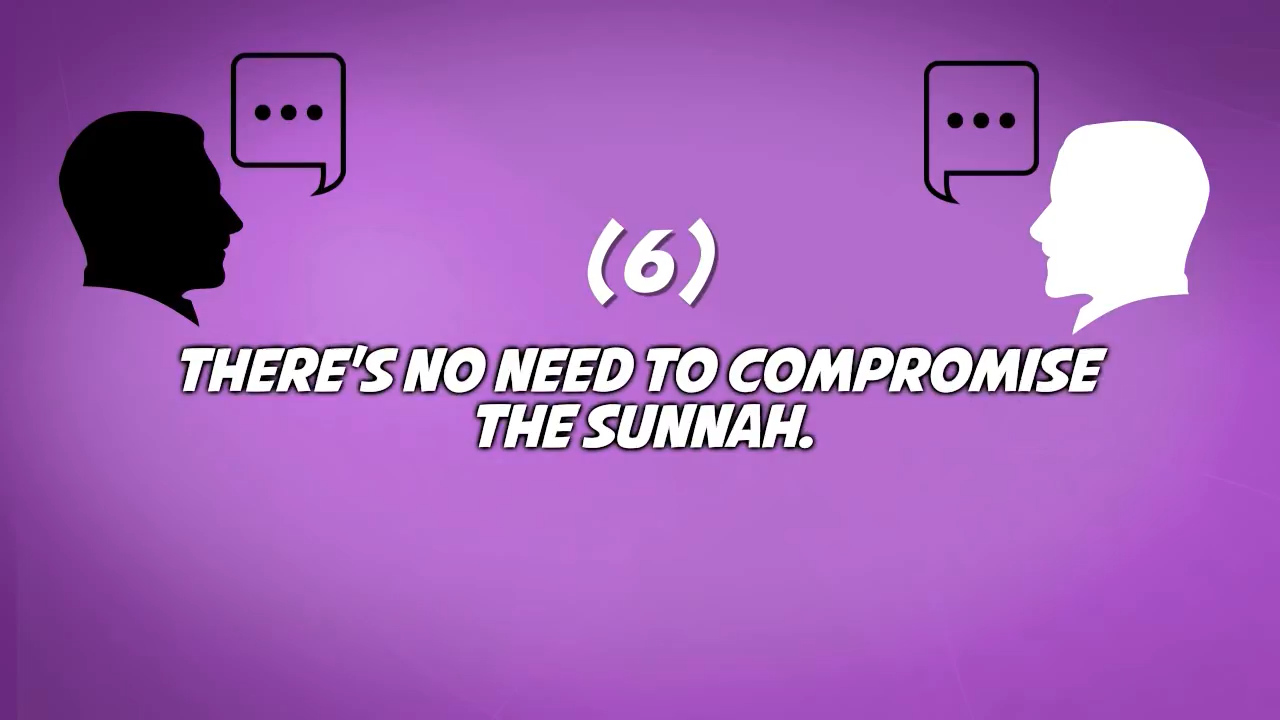 (6)
THERE'S NO NEED TO COMPROMISE
THE SUNNAH.